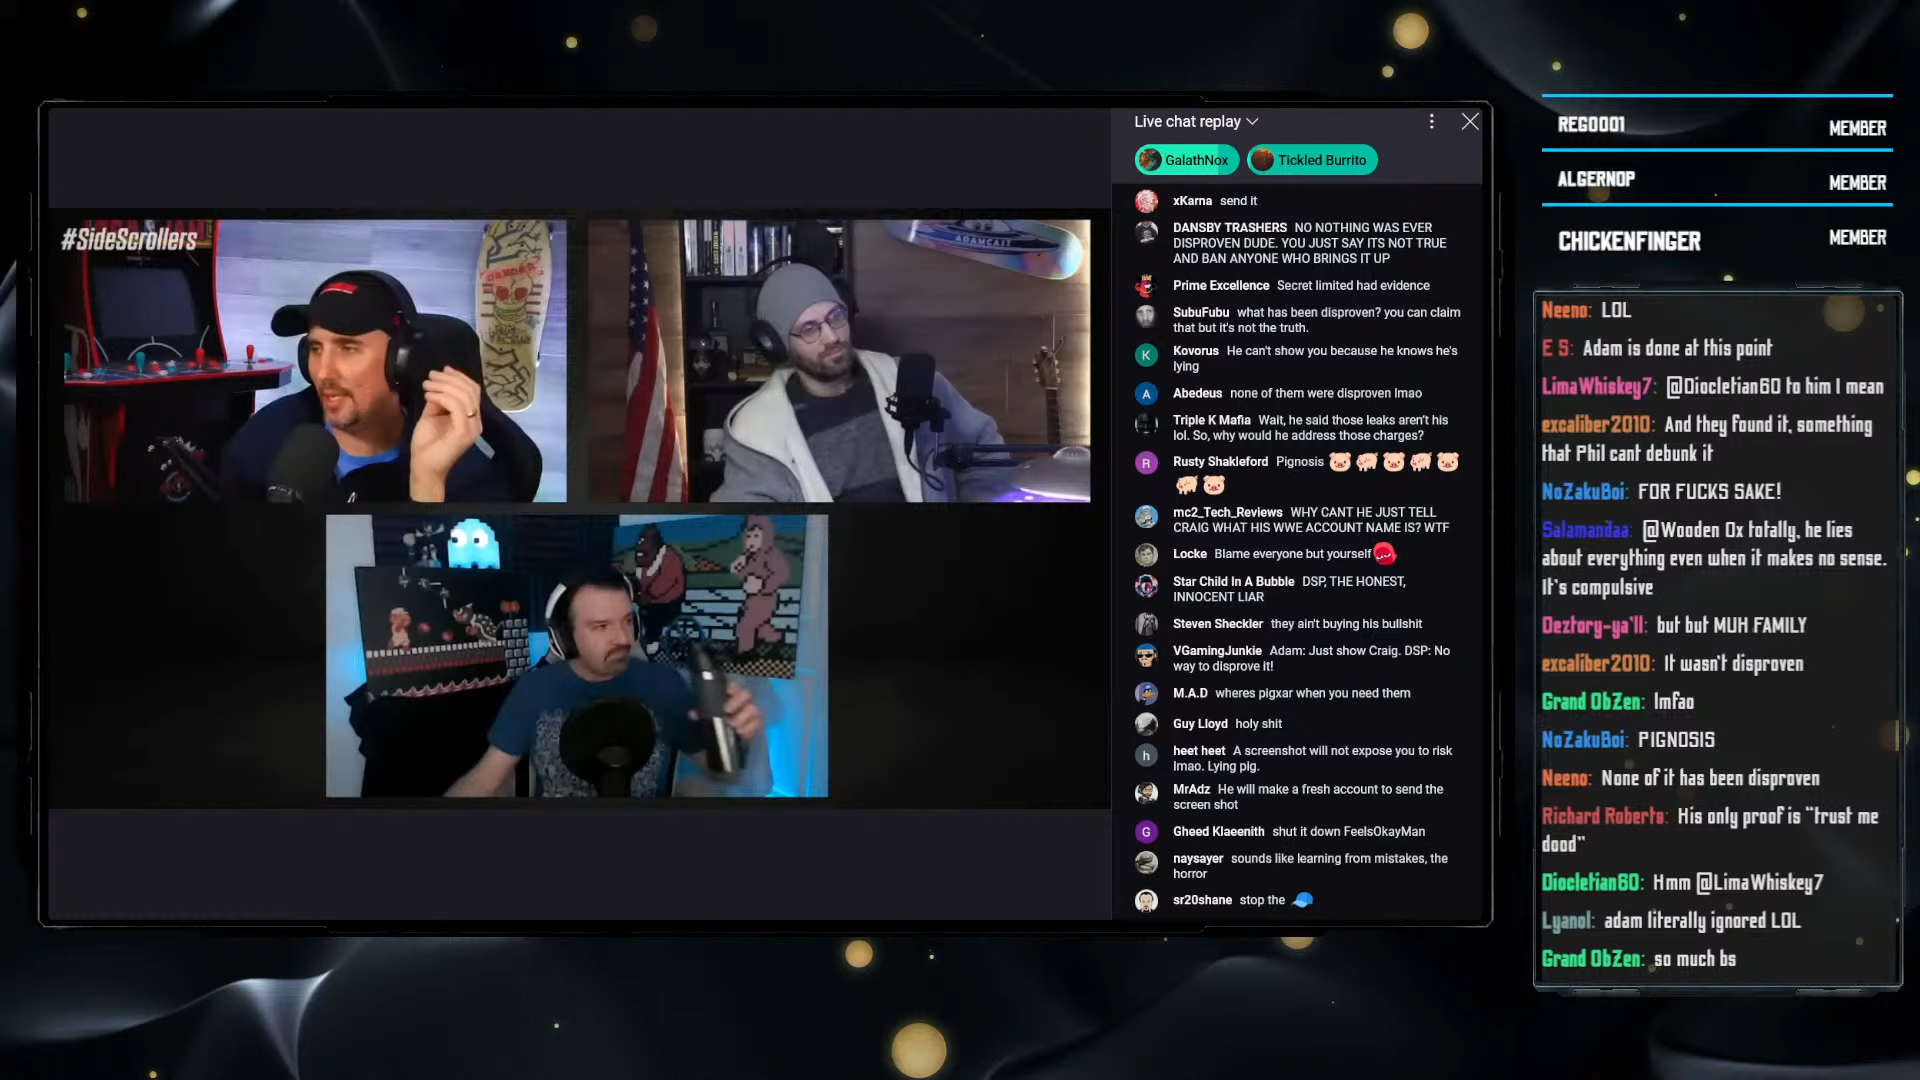 #SideScrollers
ADAMCAST
Live chat replay
GalathNox
Tickled Burrito
xKarna send it
DANSBY TRASHERS NO NOTHING WAS EVER
DISPROVEN DUDE. YOU JUST SAY ITS NOT TRUE
AND BAN ANYONE WHO BRINGS IT UP
Prime Excellence Secret limited had evidence
SubuFubu what has been disproven? you can claim
that but it's not the truth.
K
Kovorus He can't show you because he knows he's
lying
A
Abedeus none of them were disproven lmao
Triple K Mafia Wait, he said those leaks aren't his
lol. So, why would he address those charges?
R
Rusty Shakleford Pignosis 🐷🐖🐷🐖🐷
🐖🐷
mc2_Tech_Reviews WHY CANT HE JUST TELL
CRAIG WHAT HIS WWE ACCOUNT NAME IS? WTF
Locke Blame everyone but yourself
Star Child In A Bubble DSP, THE HONEST,
INNOCENT LIAR
Steven Sheckler they ain't buying his bullshit
VGamingJunkie Adam: Just show Craig. DSP: No
way to disprove it!
M.A.D wheres pigxar when you need them
Guy Lloyd holy shit
h
heet heet A screenshot will not expose you to risk
lmao. Lying pig.
MrAdz He will make a fresh account to send the
screen shot
G
Gheed Klaeenith shut it down FeelsOkayMan
naysayer sounds like learning from mistakes, the
horror
sr20shane stop the 🧢
REG0001 MEMBER
ALGERNOP MEMBER
CHICKENFINGER MEMBER
Neeno: LOL
E S: Adam is done at this point
LimaWhiskey7: @Diocletian60 to him I mean
excaliber2010: And they found it, something
that Phil cant debunk it
NoZakuBoi: FOR FUCKS SAKE!
Salamandaa: @Wooden Ox totally, he lies
about everything even when it makes no sense.
It's compulsive
Deztory-ya'll: but but MUH FAMILY
excaliber2010: It wasn't disproven
Grand ObZen: lmfao
NoZakuBoi: PIGNOSIS
Neeno: None of it has been disproven
Richard Roberts: His only proof is "trust me
dood"
Diocletian60: Hmm @LimaWhiskey7
Lyanol: adam literally ignored LOL
Grand ObZen: so much bs